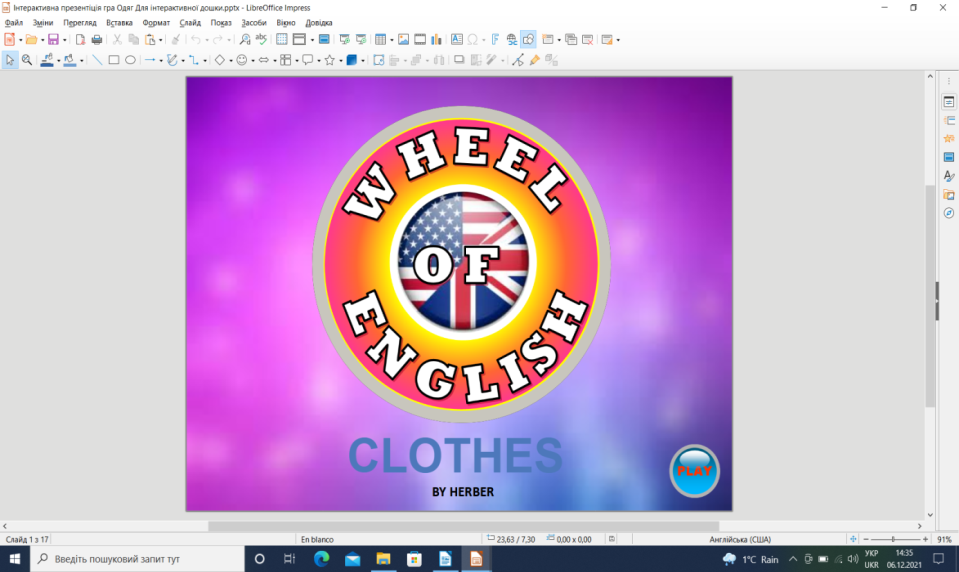 Інтерактивна презентіція гра Одяг Для інтерактивної дошки.pptx - LibreOffice Impress
Файл Зміни Перегляд Вставка Формат Слайд Показ Засоби Вікно Довідка
WHEEL
OF
ENGLISH
CLOTHES
BY HERBER
PLAY
Слайд 1 з 17 En blanco 23,63 / 7,30 0,00 x 0,00 Англійська (США) 91%
Введіть пошуковий запит тут 1°C Rain УКР 14:35
UKR 06.12.2021